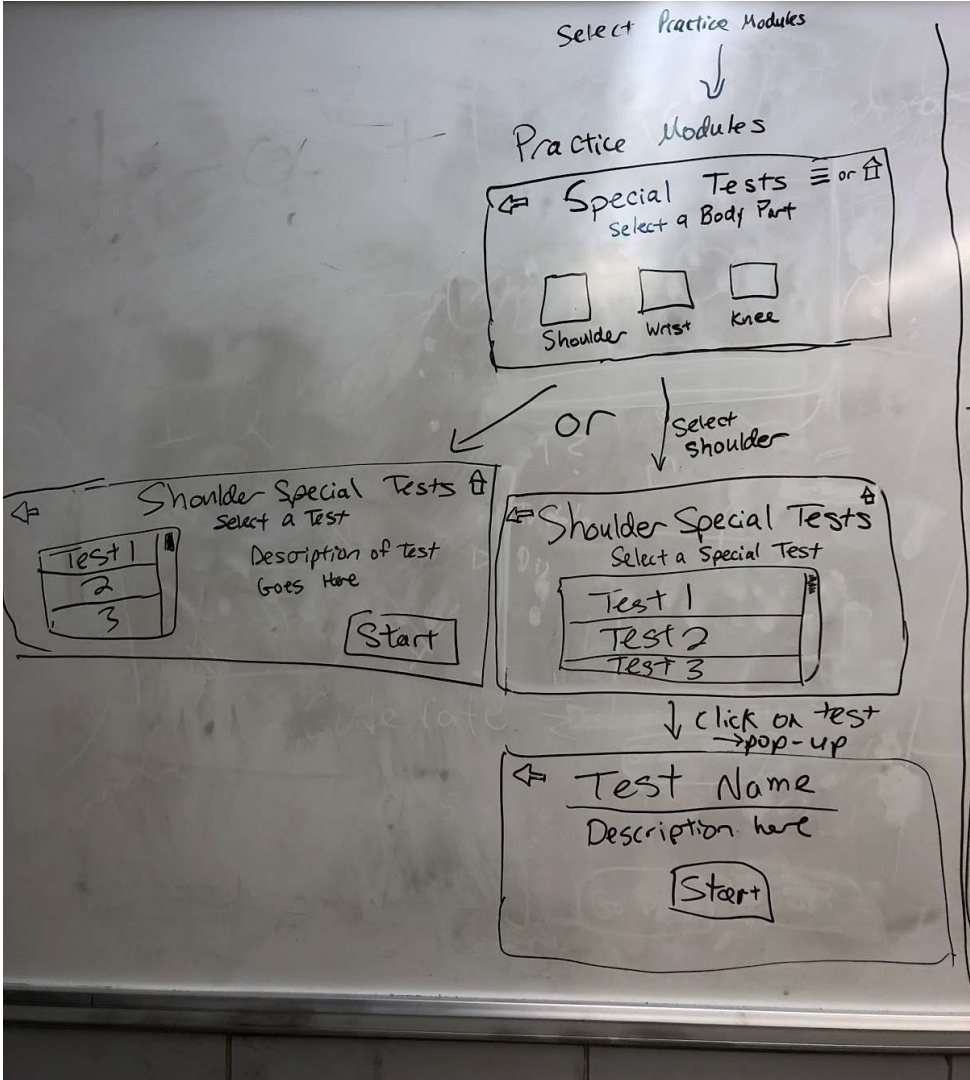 Select Practice Modules
Practice Modules
Special Tests or
Select a Body Part
Shoulder Wrist Knee
or
Select
shoulder
Shoulder Special Tests
Select a Test
Test 1
2
3
Description of test
Goes Here
Start
Shoulder Special Tests
Select a Special Test
Test 1
Test 2
Test 3
Click on test
→pop-up
Test Name
Description here
Start